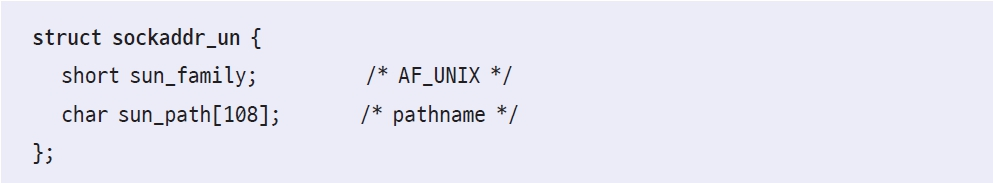 struct sockaddr_un {
short sun_family; /* AF_UNIX */
char sun_path[108]; /* pathname */
};